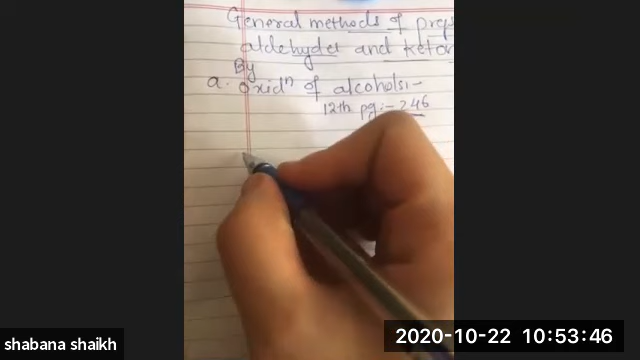 General methods of prep
aldehydes and keton
By
a. Oxidⁿ of alcohols:-
12th pg:- 246
shabana shaikh
2020-10-22 10:53:46